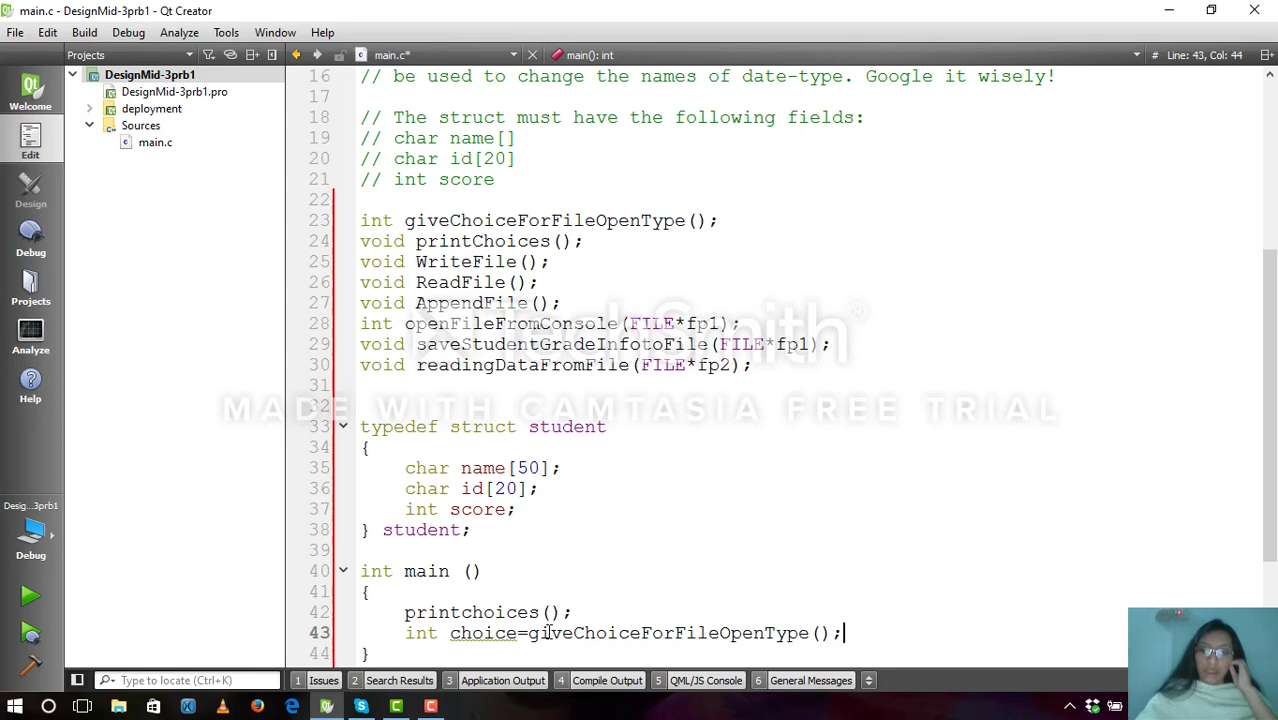 main.c - DesignMid-3prb1 - Qt Creator
File Build Debug Analyze Tools Window Help
Projects main.c* main(): int # Line: 43, Col: 44
Welcome
Edit
Design
Debug
Projects
Analyze
Help
Desig...3prb1
Debug
DesignMid-3prb1
DesignMid-3prb1.pro
deployment
Sources
main.c
16 // be used to change the names of date-type. Google it wisely!
17
18 // The struct must have the following fields:
19 // char name[]
20 // char id[20]
21 // int score
22
23 int giveChoiceForFileOpenType();
24 void printChoices();
25 void WriteFile();
26 void ReadFile();
27 void AppendFile();
28 int openFileFromConsole(FILE*fp1);
29 void saveStudentGradeInfotoFile(FILE*fp1);
30 void readingDataFromFile(FILE*fp2);
31
32
33 typedef struct student
34 {
35 char name[50];
36 char id[20];
37 int score;
38 } student;
39
40 int main ()
41 {
42 printchoices();
43 int choice=giveChoiceForFileOpenType();
44 }
TechSmith
MADE WITH CAMTASIA FREE TRIAL
Type to locate (Ctrl+K) 1 Issues 2 Search Results 3 Application Output 4 Compile Output 5 QML/JS Console 6 General Messages